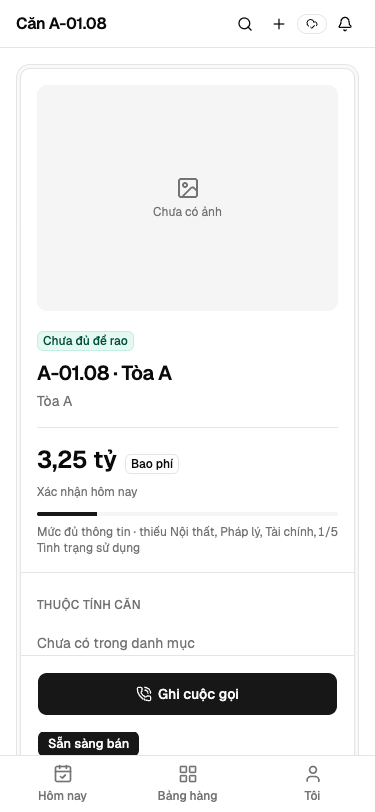 Căn A-01.08
Chưa có ảnh
Chưa đủ để rao
A-01.08 · Tòa A
Tòa A
3,25 tỷ Bao phí
Xác nhận hôm nay
Mức đủ thông tin · thiếu Nội thất, Pháp lý, Tài chính, 1/5
Tình trạng sử dụng
THUỘC TÍNH CĂN
Chưa có trong danh mục
Ghi cuộc gọi
Sẵn sàng bán
Hôm nay Bảng hàng Tôi